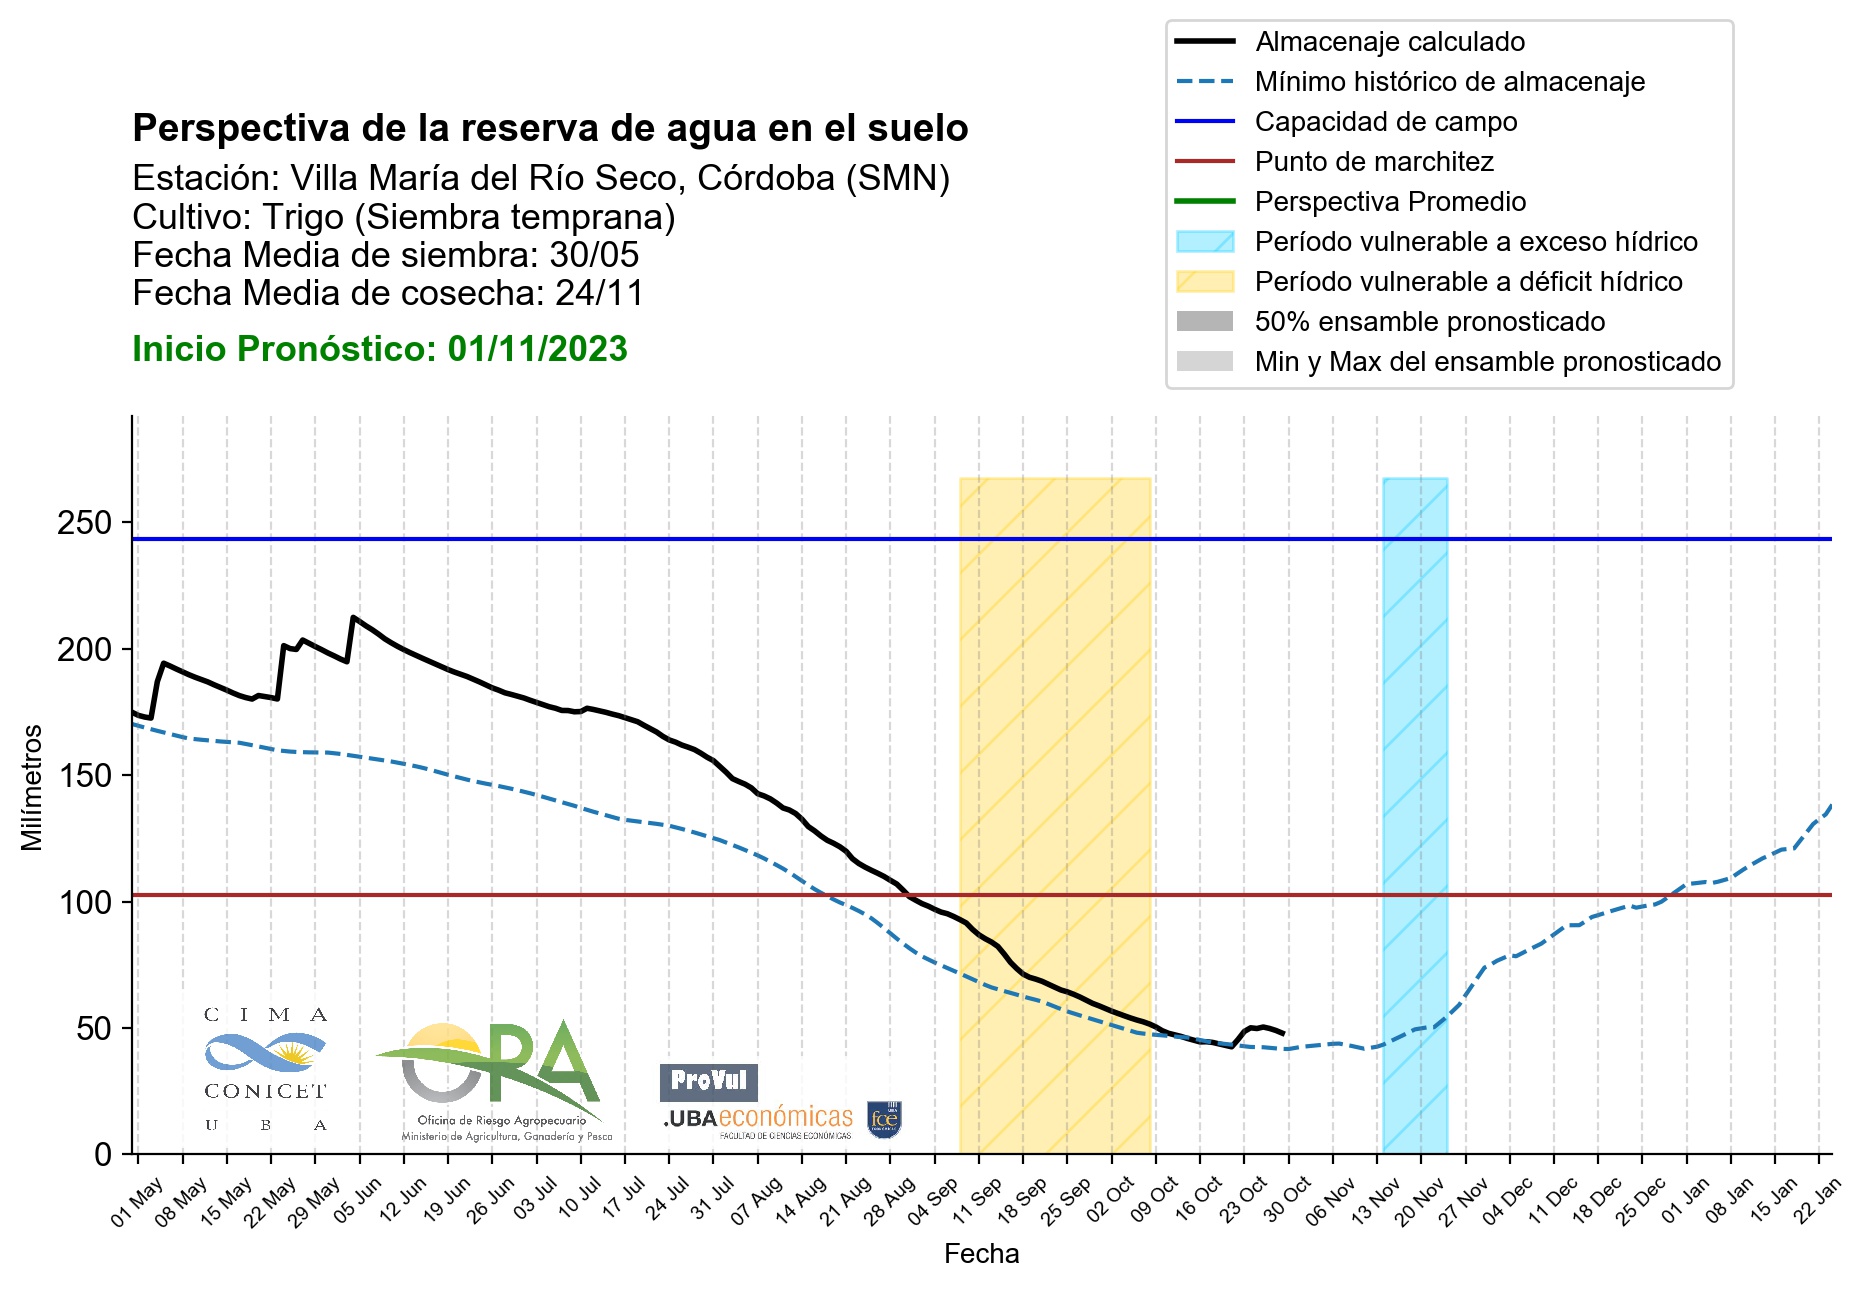 Almacenaje calculado
Mínimo histórico de almacenaje
Capacidad de campo
Punto de marchitez
Perspectiva Promedio
Período vulnerable a exceso hídrico
Período vulnerable a déficit hídrico
50% ensamble pronosticado
Min y Max del ensamble pronosticado
Perspectiva de la reserva de agua en el suelo
Estación: Villa María del Río Seco, Córdoba (SMN)
Cultivo: Trigo (Siembra temprana)
Fecha Media de siembra: 30/05
Fecha Media de cosecha: 24/11
Inicio Pronóstico: 01/11/2023
Milímetros
250
200
150
100
50
0
CIMA
CONICET
UBA
ORA
Oficina de Riesgo Agropecuario
Ministerio de Agricultura, Ganadería y Pesca
ProVul
.UBAeconómicas
FACULTAD DE CIENCIAS ECONÓMICAS
fce
01 May
08 May
15 May
22 May
29 May
05 Jun
12 Jun
19 Jun
26 Jun
03 Jul
10 Jul
17 Jul
24 Jul
31 Jul
07 Aug
14 Aug
21 Aug
28 Aug
04 Sep
11 Sep
18 Sep
25 Sep
02 Oct
09 Oct
16 Oct
23 Oct
30 Oct
06 Nov
13 Nov
20 Nov
27 Nov
04 Dec
11 Dec
18 Dec
25 Dec
01 Jan
08 Jan
15 Jan
22 Jan
Fecha